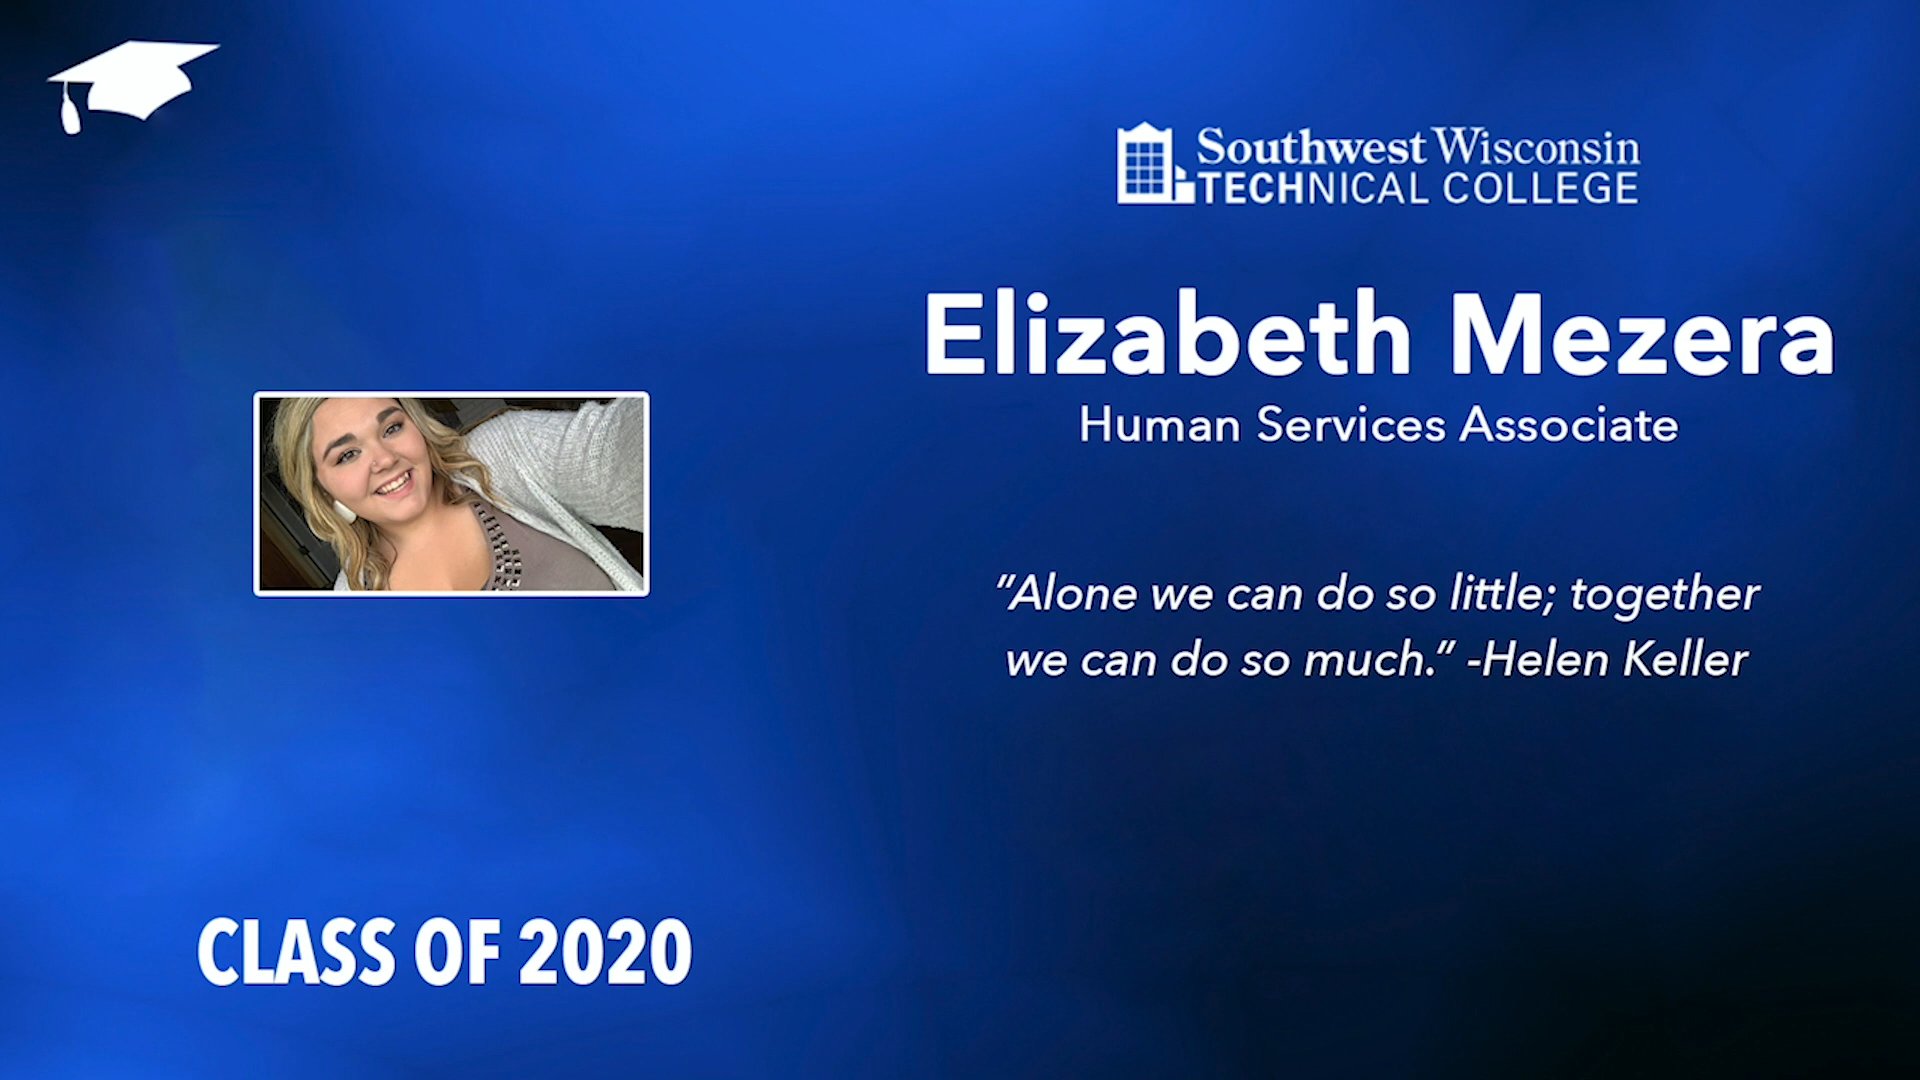 Southwest Wisconsin
TECHNICAL COLLEGE
Elizabeth Mezera
Human Services Associate
"Alone we can do so little; together
we can do so much." -Helen Keller
CLASS OF 2020